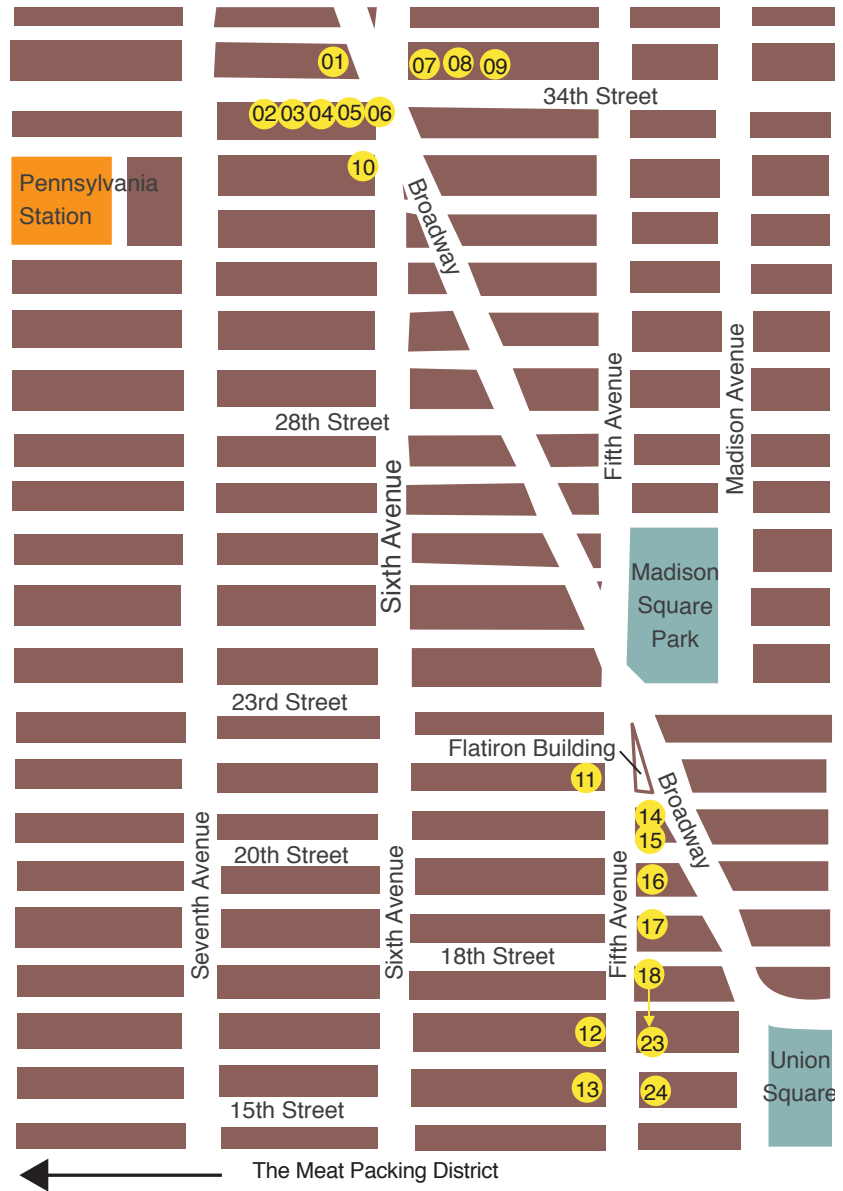 01
07
08
09
34th Street
02
03
04
05
06
10
Pennsylvania
Station
Broadway
Fifth Avenue
Madison Avenue
28th Street
Sixth Avenue
Madison
Square
Park
23rd Street
Flatiron Building
11
Broadway
14
15
Seventh Avenue
20th Street
Sixth Avenue
Fifth Avenue
16
17
18th Street
18
12
23
Union
Square
13
24
15th Street
The Meat Packing District